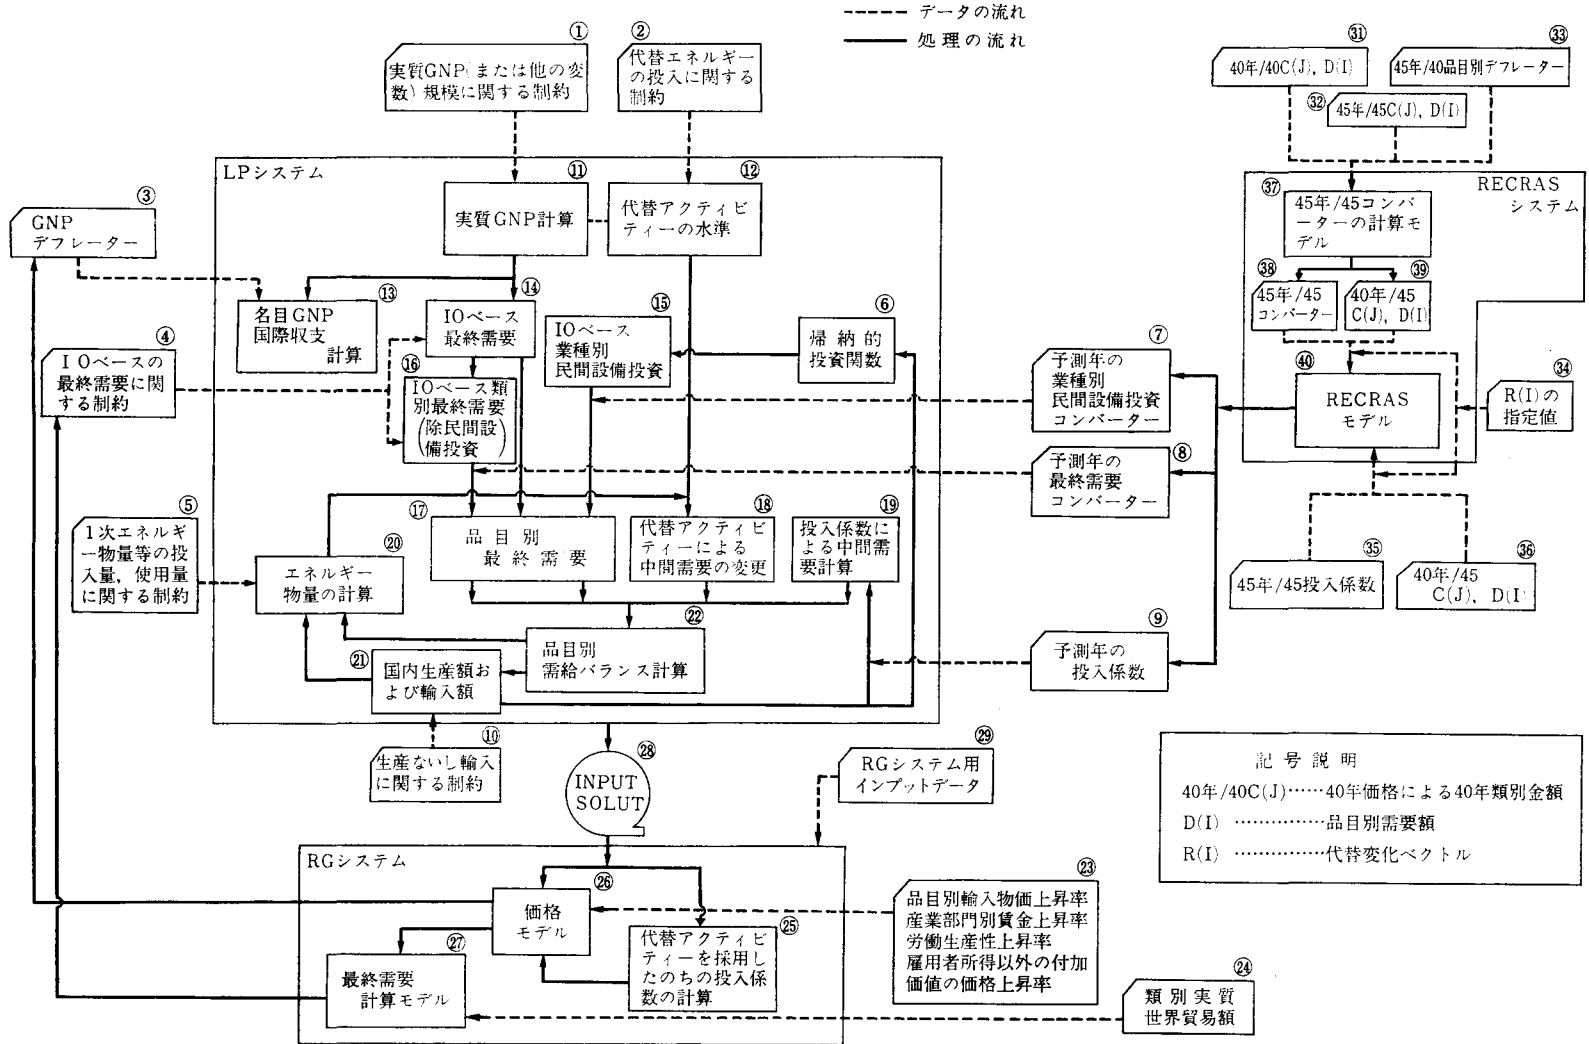 データの流れ
処理の流れ
①
実質GNP(または他の変
数)規模に関する制約
②
代替エネルギー
の投入に関する
制約
㉛
40年/40C(J), D(I)
㉜
45年/45C(J), D(I)
㉝
45年/40品目別デフレーター
LPシステム
③
GNP
デフレーター
⑪
実質GNP計算
⑫
代替アクティビ
ティーの水準
RECRAS
システム
㊲
45年/45コンバ
ーターの計算モ
デル
㊳
45年/45
コンバーター
㊴
40年/45
C(J), D(I)
⑬
名目GNP
国際収支
計算
⑭
IOベース
最終需要
⑮
IOベース
業種別
民間設備投資
⑥
帰納的
投資関数
④
IOベースの
最終需要に関
する制約
⑯
IOベース類
別最終需要
(除民間設
備投資)
⑦
予測年の
業種別
民間設備投資
コンバーター
㊵
RECRAS
モデル
㉞
R(I)の
指定値
⑧
予測年の
最終需要
コンバーター
⑤
1次エネルギ
ー物量等の投
入量,使用量
に関する制約
⑳
エネルギー
物量の計算
⑰
品目別
最終需要
⑱
代替アクティビ
ティーによる
中間需要の変更
⑲
投入係数に
よる中間需
要計算
㉟
45年/45投入係数
㊱
40年/45
C(J), D(I)
㉒
品目別
需給バランス計算
㉑
国内生産額お
よび輸入額
⑨
予測年の
投入係数
⑩
生産ないし輸入
に関する制約
㉘
INPUT
SOLUT
㉙
RGシステム用
インプットデータ
記号説明
40年/40C(J)……40年価格による40年類別金額
D(I) ……………品目別需要額
R(I) ……………代替変化ベクトル
RGシステム
㉖
価格
モデル
㉓
品目別輸入物価上昇率
産業部門別賃金上昇率
労働生産性上昇率
雇用者所得以外の付加
価値の価格上昇率
㉕
代替アクティビ
ティーを採用し
たのちの投入係
数の計算
㉗
最終需要
計算モデル
㉔
類別実質
世界貿易額